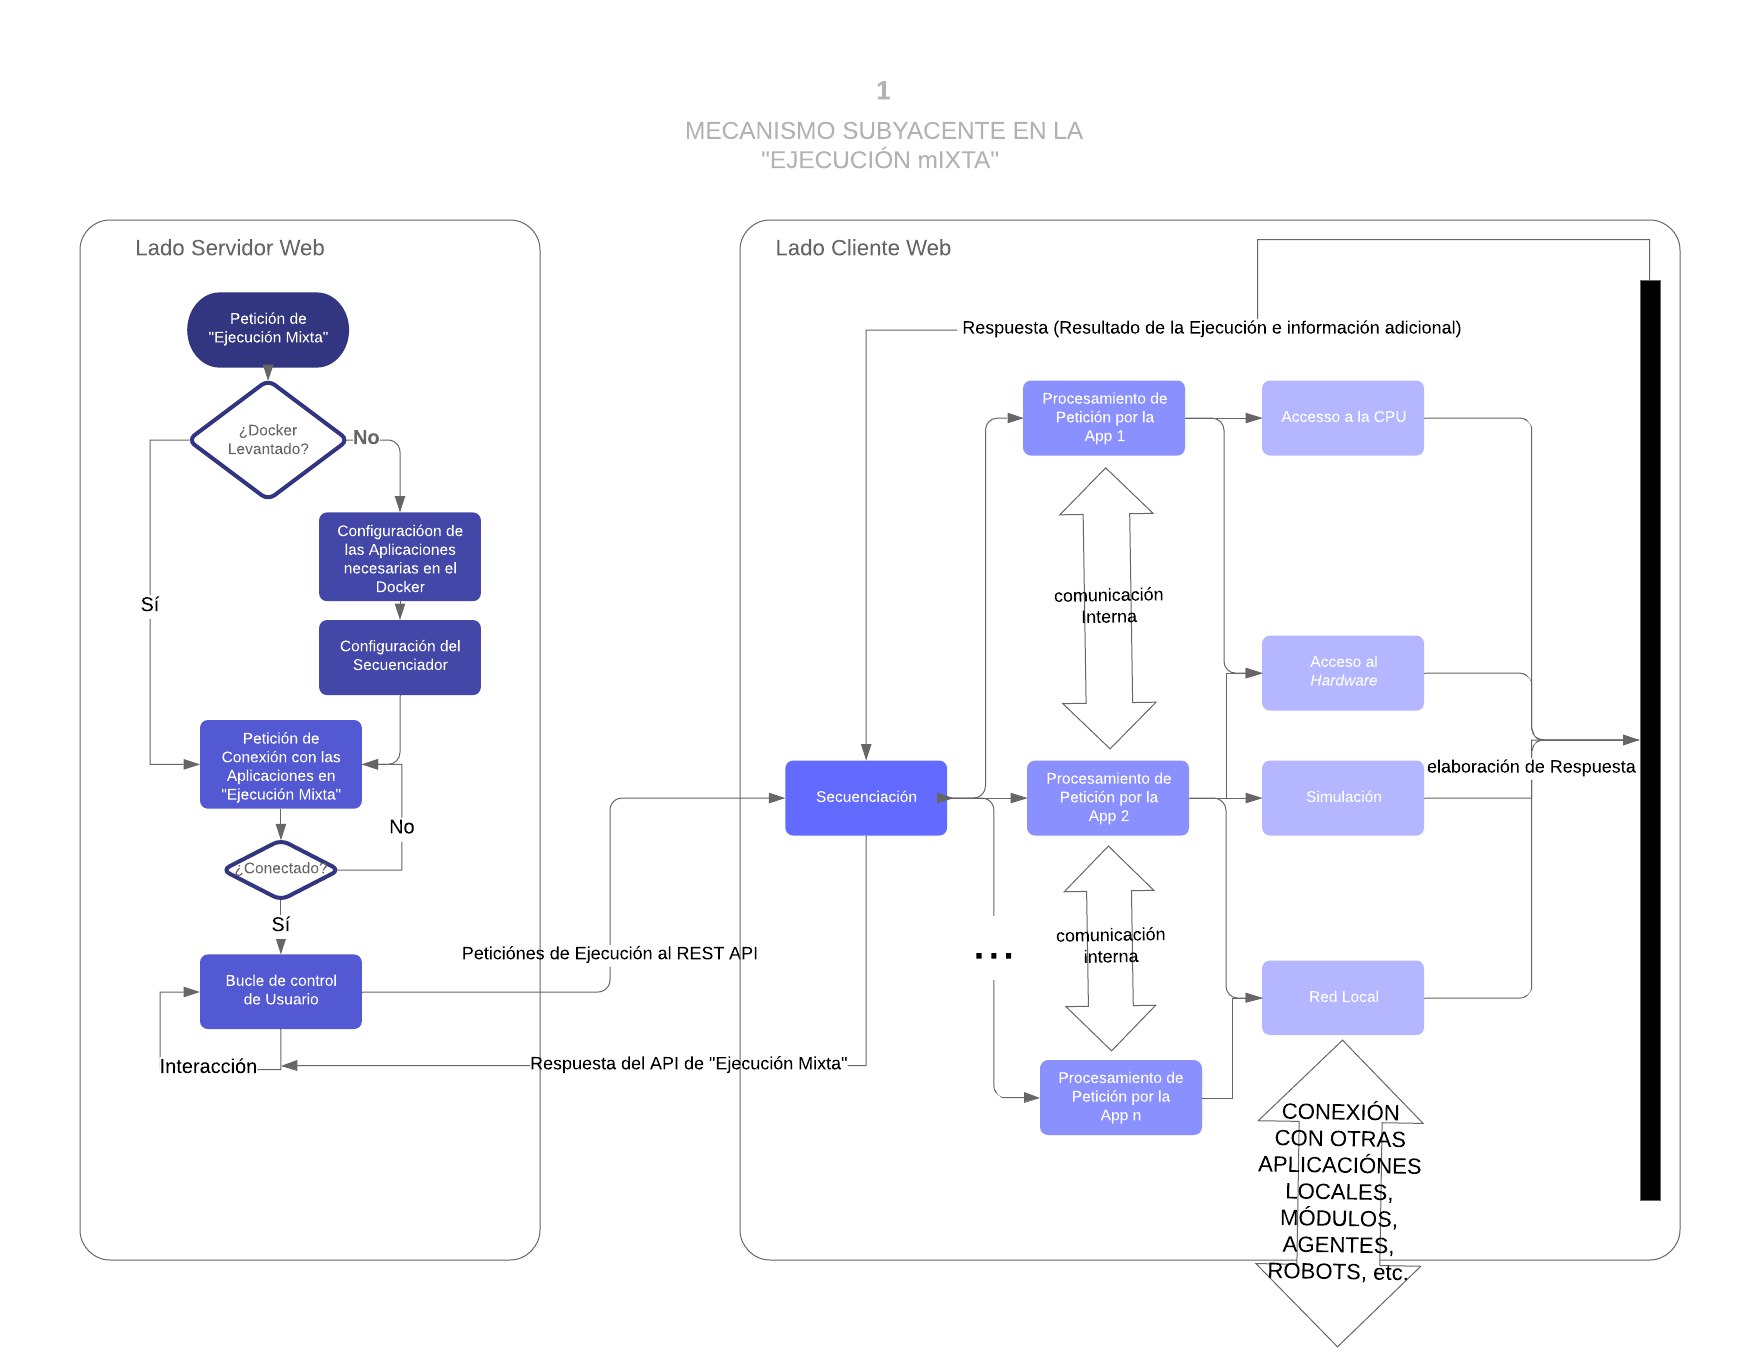 1
MECANISMO SUBYACENTE EN LA
"EJECUCIÓN mIXTA"
Lado Servidor Web
Petición de
"Ejecución Mixta"
¿Docker
Levantado?
No
Configuracióon de
las Aplicaciones
necesarias en el
Docker
Sí
Configuración del
Secuenciador
Petición de
Conexión con las
Aplicaciones en
"Ejecución Mixta"
No
¿Conectado?
Sí
Bucle de control
de Usuario
Interacción
Peticiónes de Ejecución al REST API
Respuesta del API de "Ejecución Mixta"
Lado Cliente Web
Respuesta (Resultado de la Ejecución e información adicional)
Procesamiento de
Petición por la
App 1
Accesso a la CPU
comunicación
Interna
Acceso al
Hardware
Secuenciación
Procesamiento de
Petición por la
App 2
Simulación
elaboración de Respuesta
...
comunicación
interna
Red Local
Procesamiento de
Petición por la
App n
CONEXIÓN
CON OTRAS
APLICACIÓNES
LOCALES,
MÓDULOS,
AGENTES,
ROBOTS, etc.